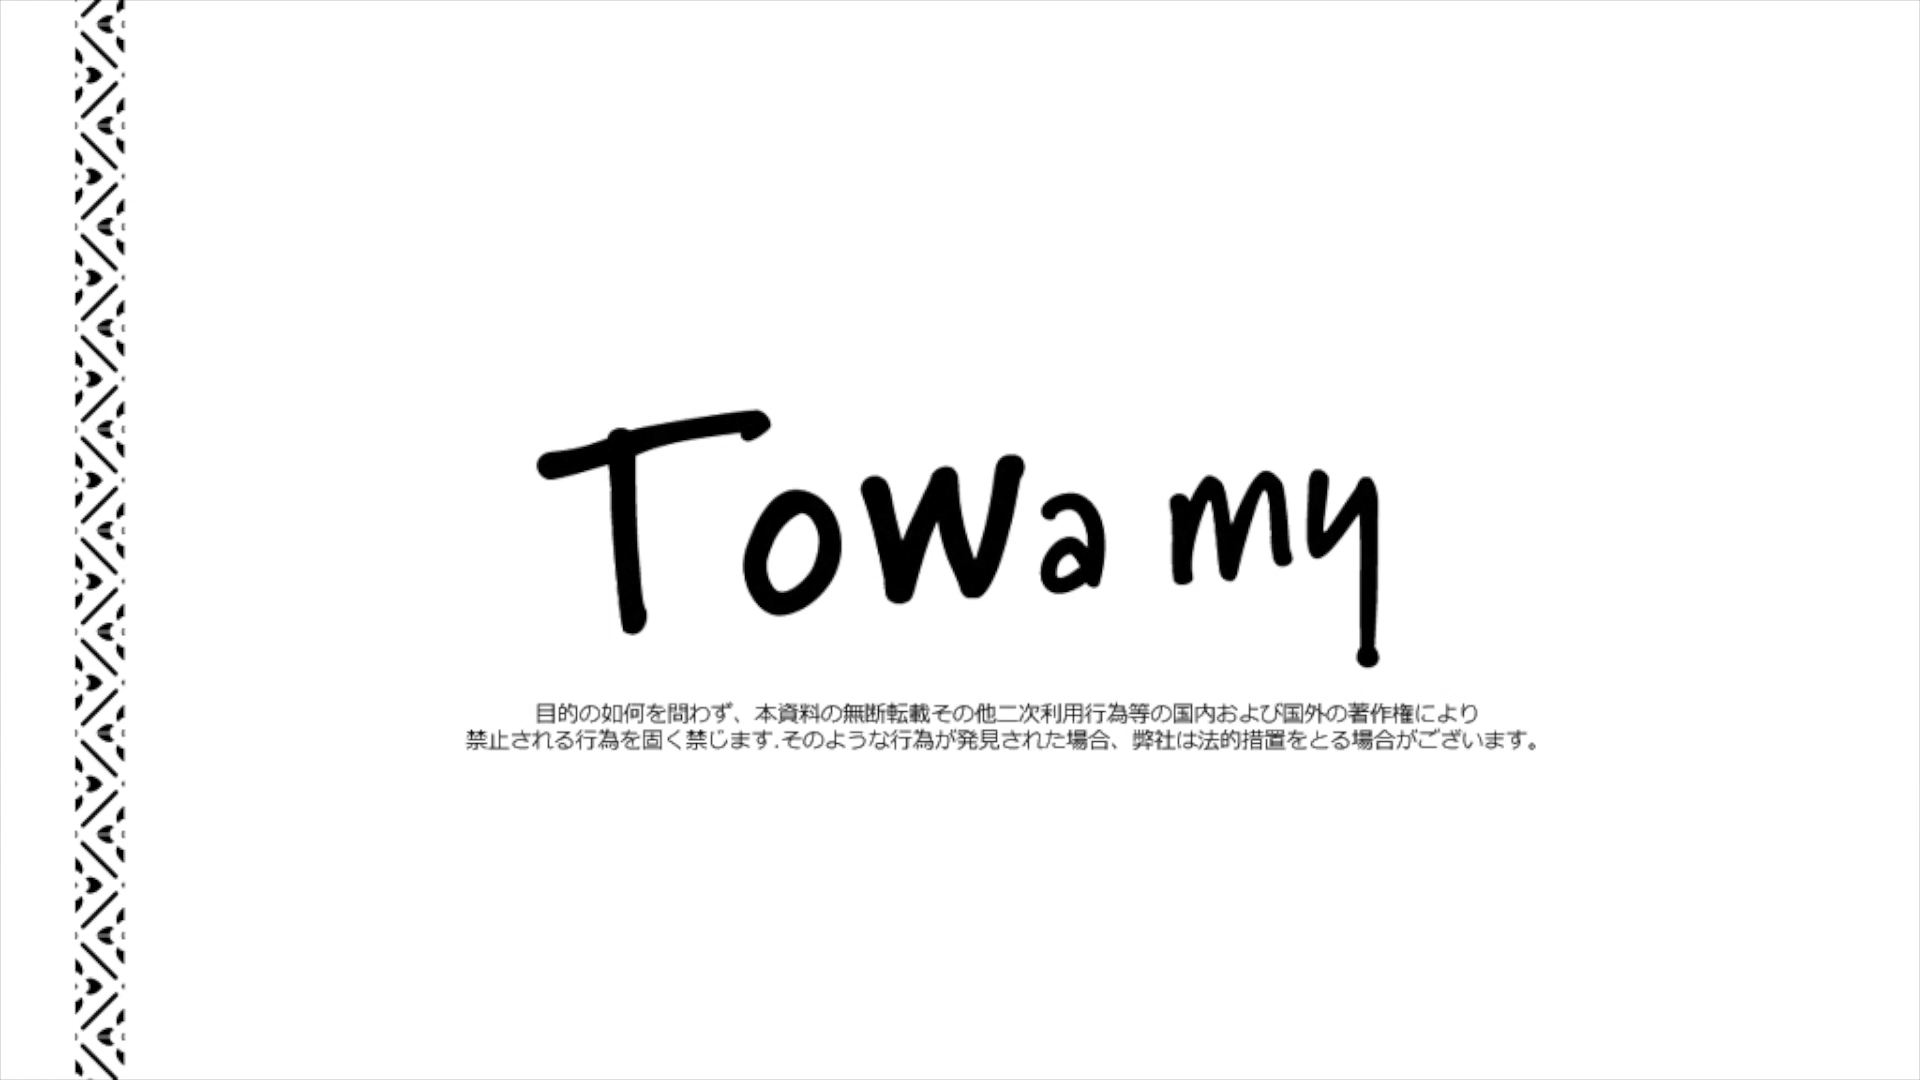 Towa my
目的の如何を問わず、本資料の無断転載その他二次利用行為等の国内および国外の著作権により
禁止される行為を固く禁じます.そのような行為が発見された場合、弊社は法的措置をとる場合がございます。